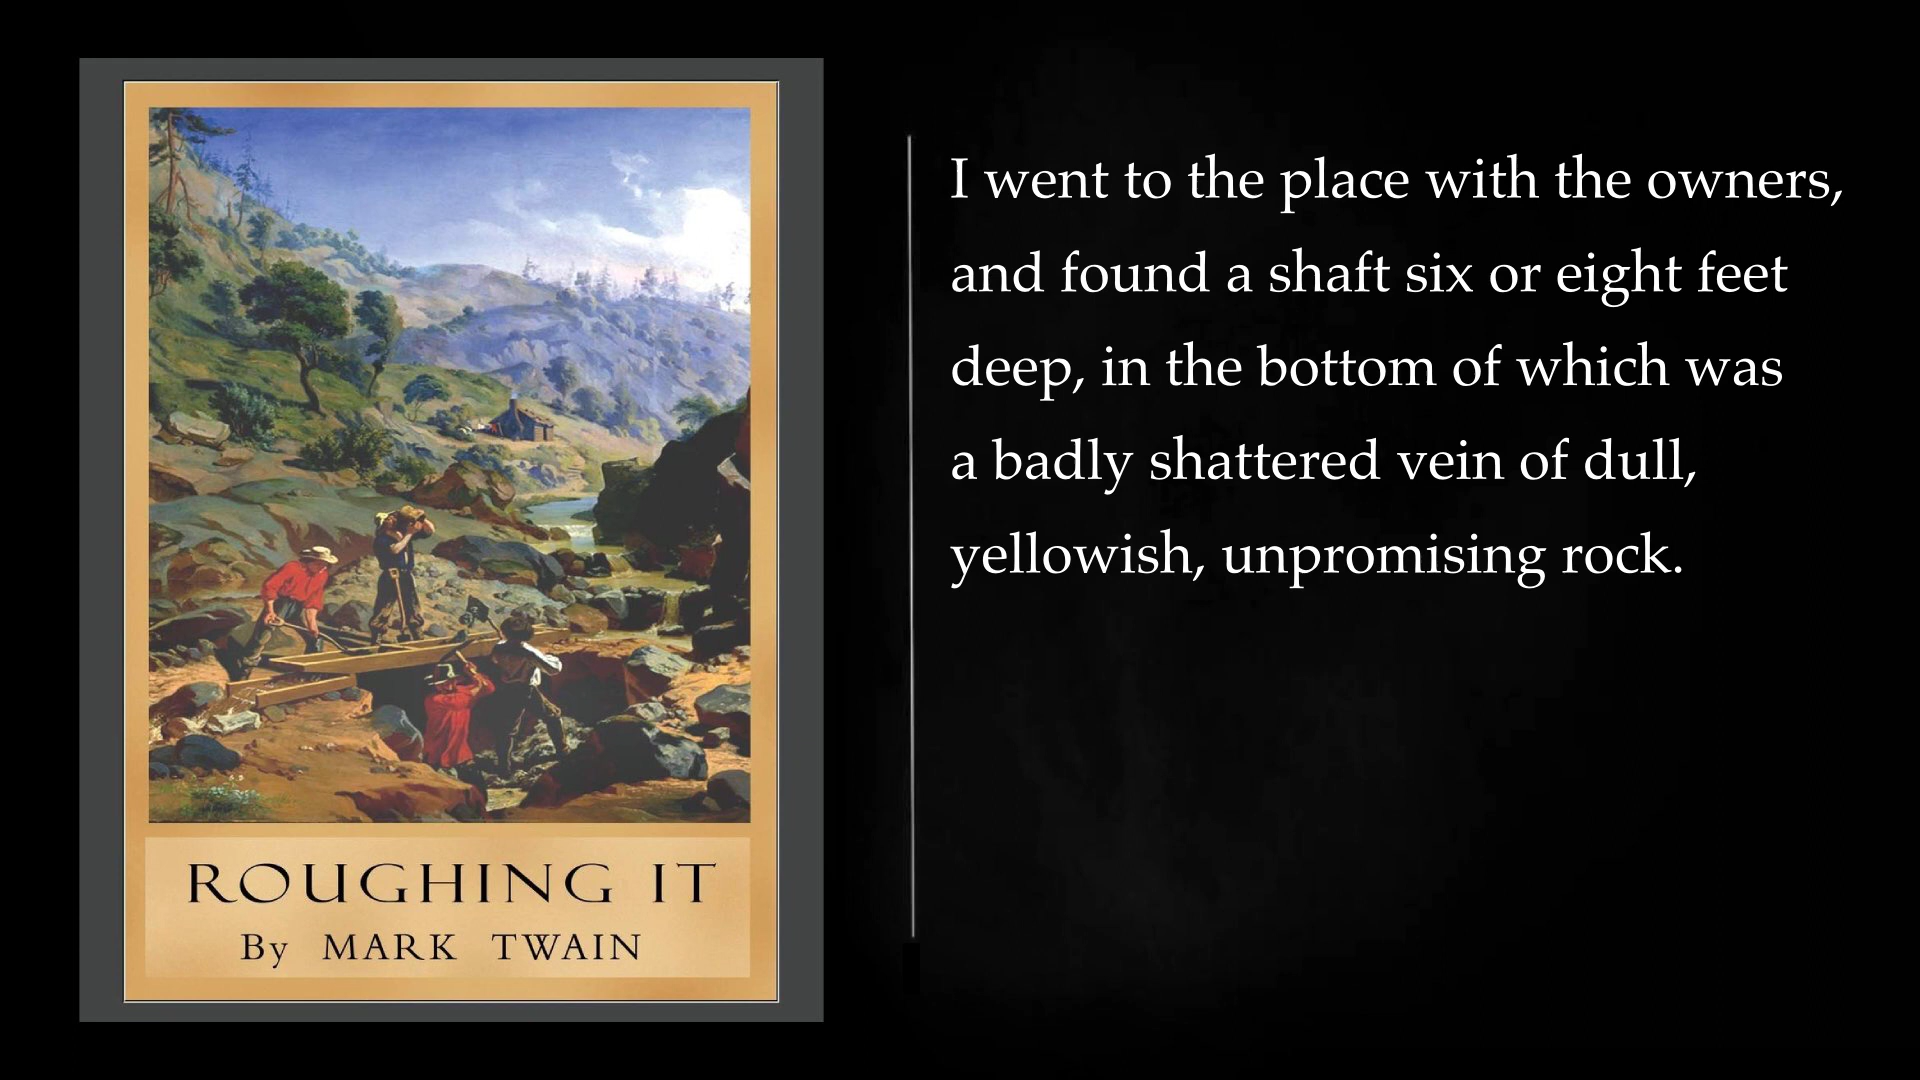 ROUGHING IT
By MARK TWAIN
I went to the place with the owners,
and found a shaft six or eight feet
deep, in the bottom of which was
a badly shattered vein of dull,
yellowish, unpromising rock.